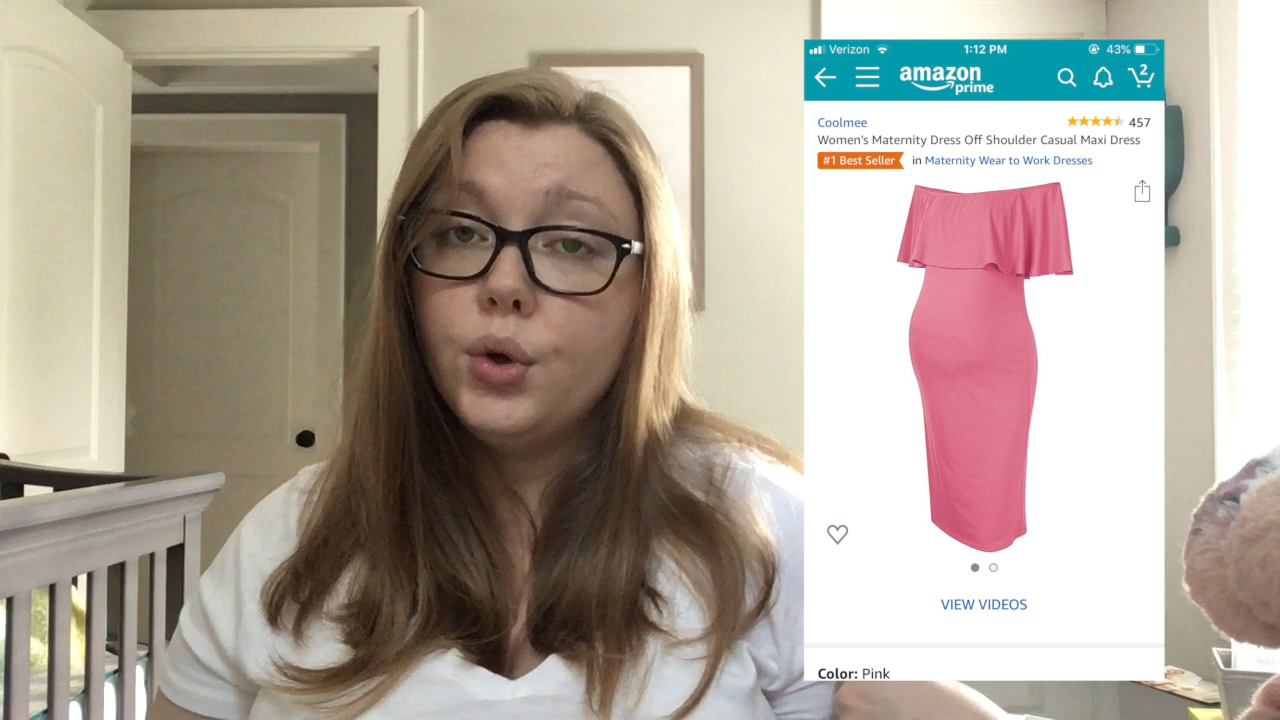 Verizon 1:12 PM 43%
amazon prime 2
Coolmee 457
Women's Maternity Dress Off Shoulder Casual Maxi Dress
#1 Best Seller in Maternity Wear to Work Dresses
VIEW VIDEOS
Color: Pink